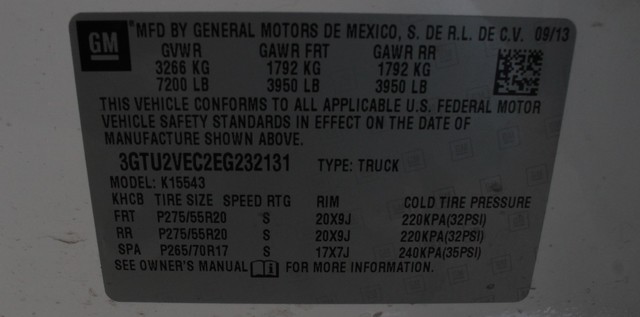 GM
MFD BY GENERAL MOTORS DE MEXICO, S. DE R.L. DE C.V. 09/13
GVWR GAWR FRT GAWR RR
3266 KG 1792 KG 1792 KG
7200 LB 3950 LB 3950 LB
THIS VEHICLE CONFORMS TO ALL APPLICABLE U.S. FEDERAL MOTOR
VEHICLE SAFETY STANDARDS IN EFFECT ON THE DATE OF
MANUFACTURE SHOWN ABOVE.
3GTU2VEC2EG232131 TYPE: TRUCK
MODEL: K15543
KHCB TIRE SIZE SPEED RTG RIM COLD TIRE PRESSURE
FRT P275/55R20 S 20X9J 220KPA(32PSI)
RR P275/55R20 S 20X9J 220KPA(32PSI)
SPA P265/70R17 S 17X7J 240KPA(35PSI)
SEE OWNER'S MANUAL FOR MORE INFORMATION.